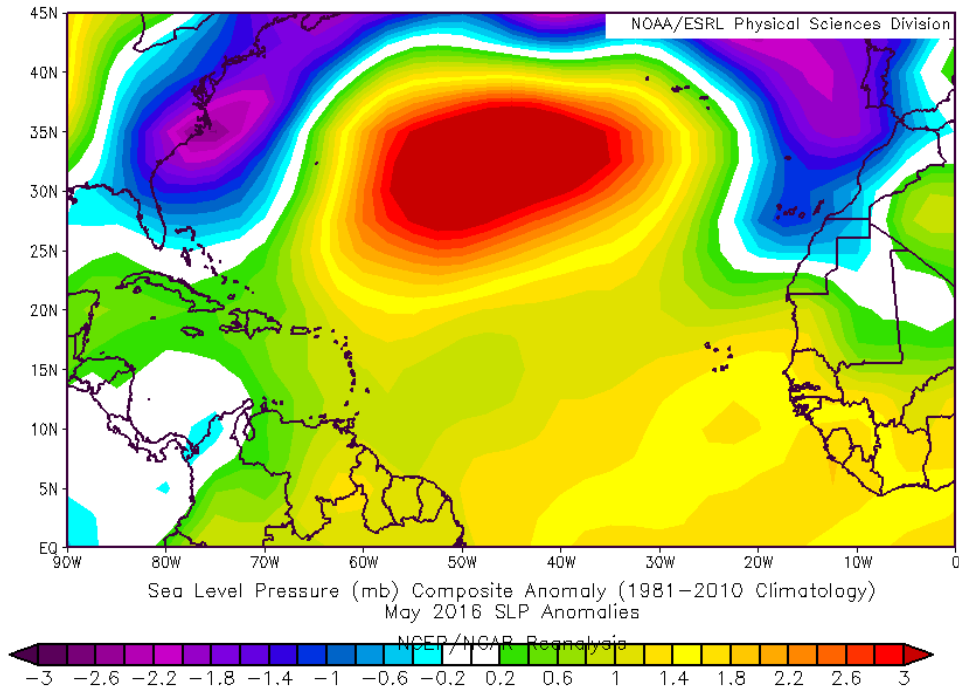 NOAA/ESRL Physical Sciences Division
45N
40N
35N
30N
25N
20N
15N
10N
5N
EQ
90W 80W 70W 60W 50W 40W 30W 20W 10W 0
Sea Level Pressure (mb) Composite Anomaly (1981-2010 Climatology)
May 2016 SLP Anomalies
NCEP/NCAR Reanalysis
-3 -2.6 -2.2 -1.8 -1.4 -1 -0.6 -0.2 0.2 0.6 1 1.4 1.8 2.2 2.6 3